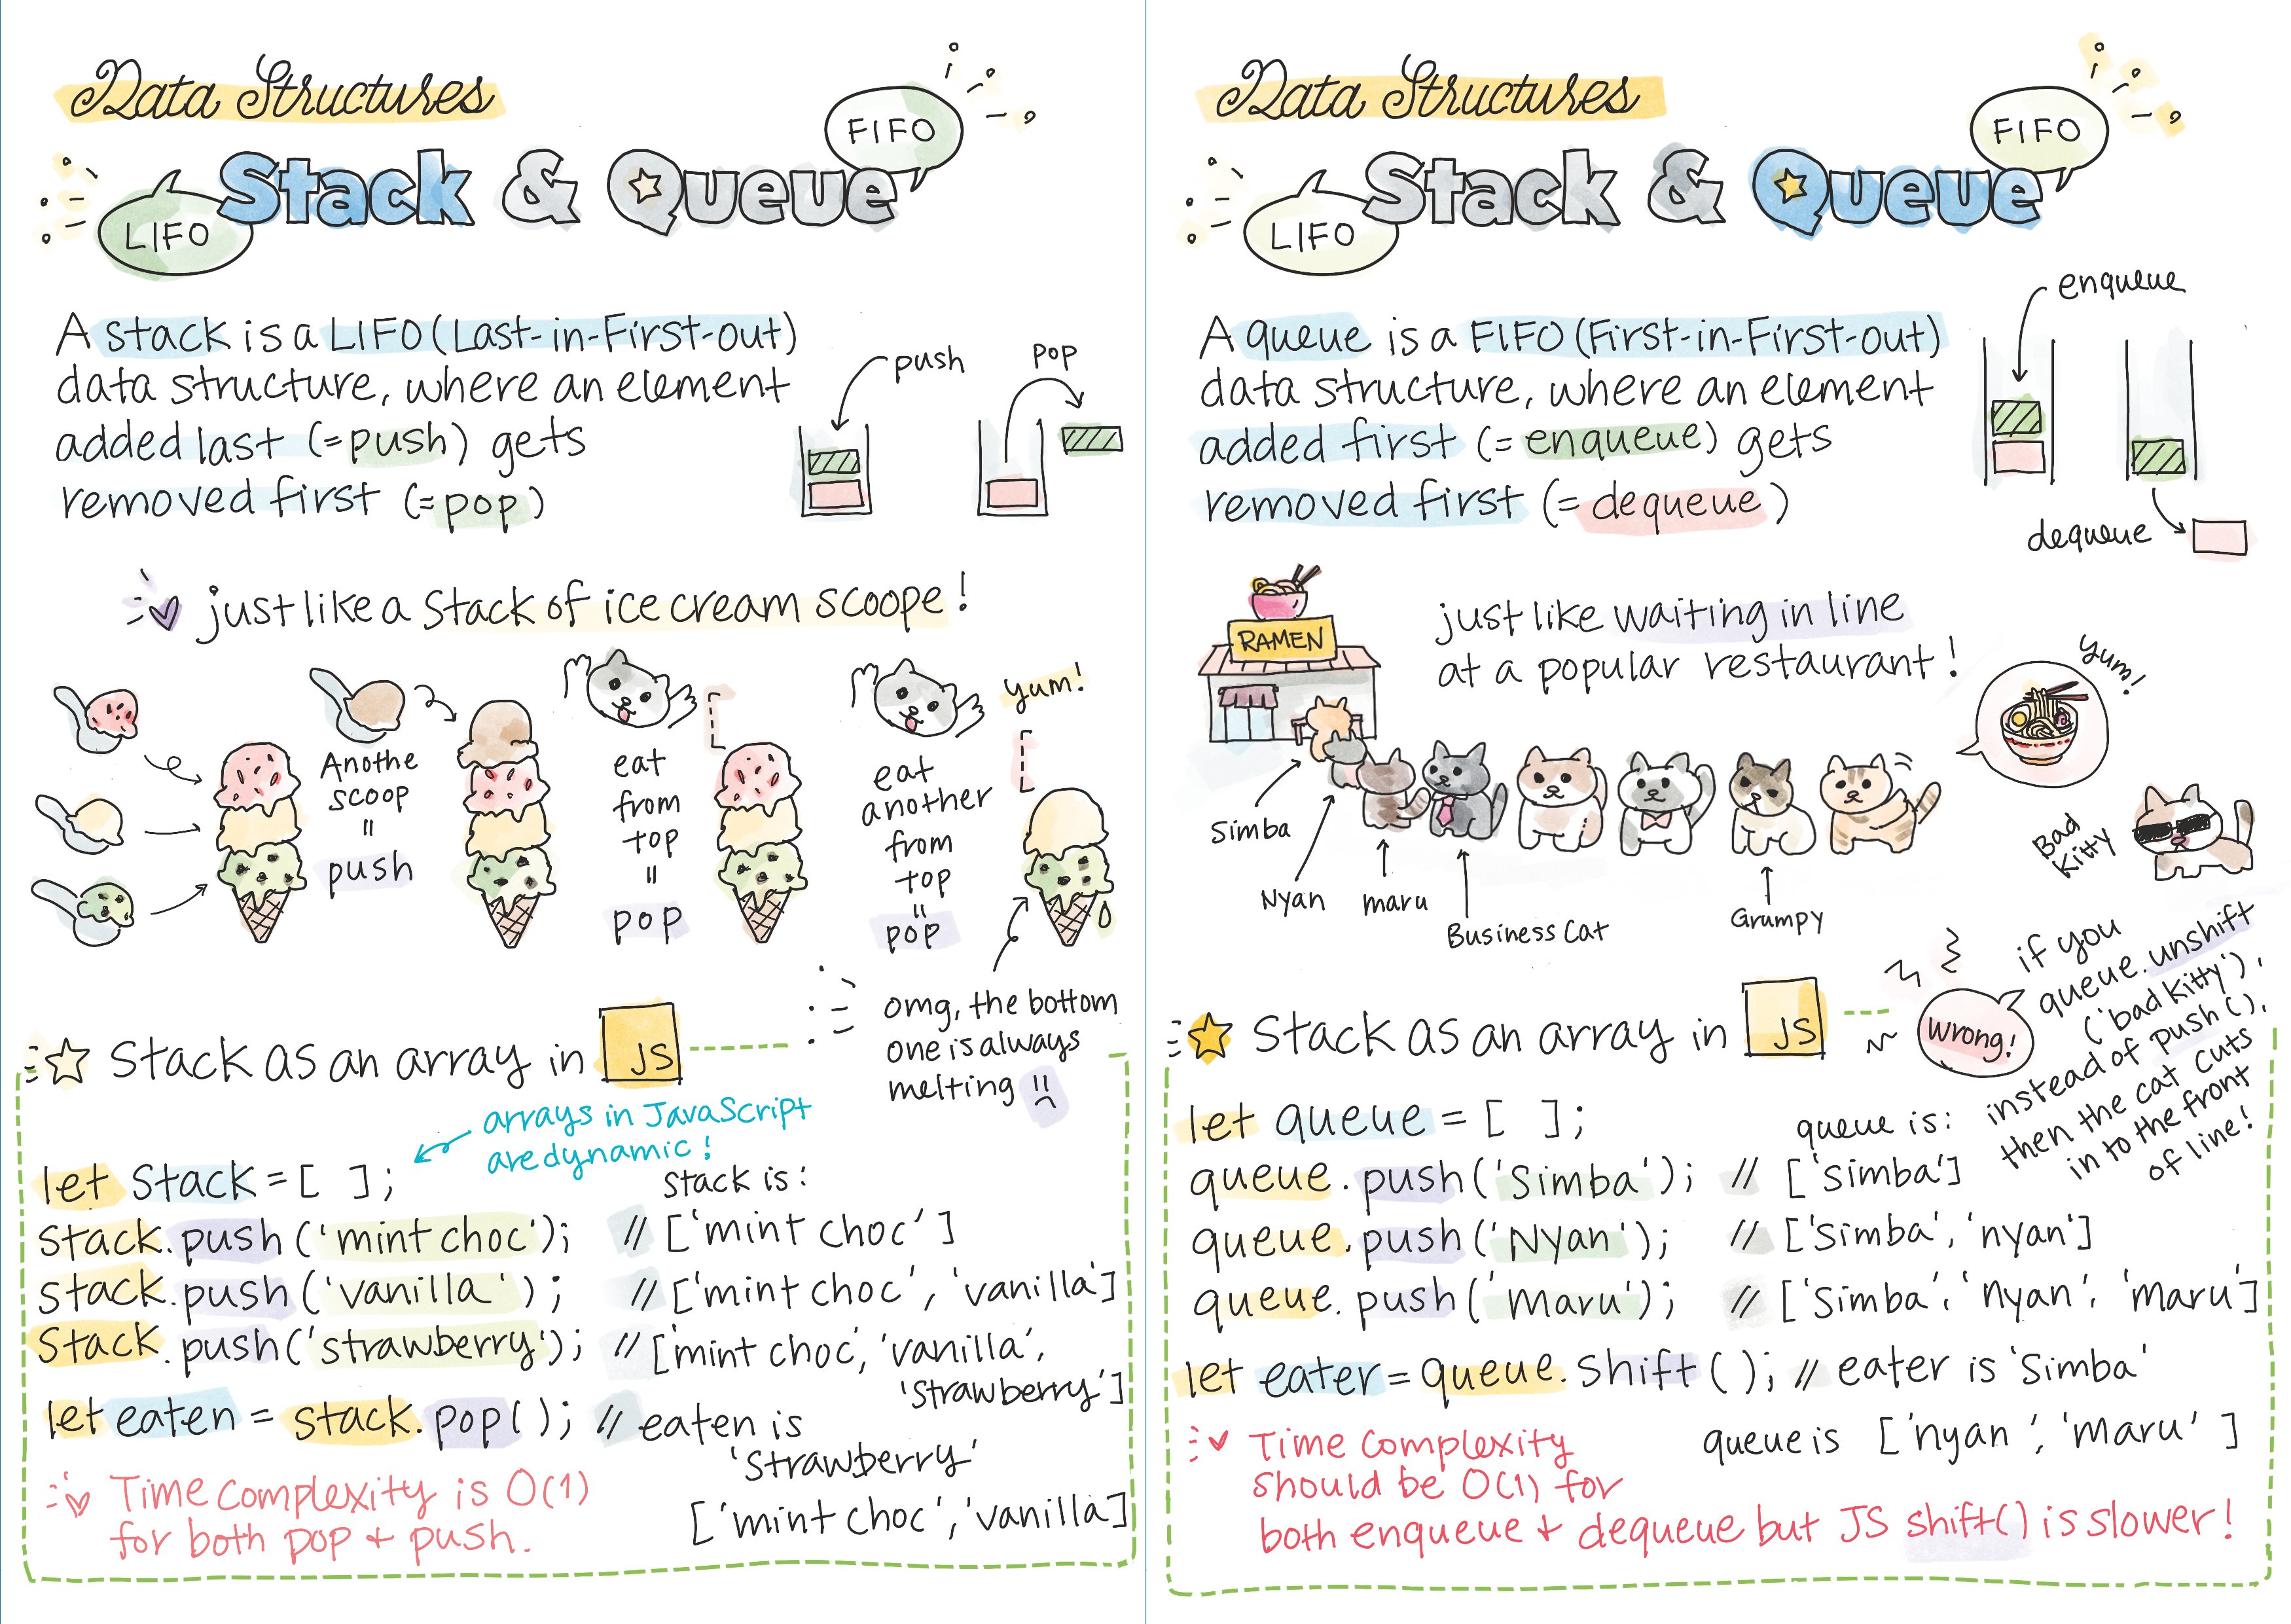 Data Structures
FIFO
Stack & Queue
LIFO
A stack is a LIFO (Last-in-First-out)
data structure, where an element
added last (=push) gets
removed first (=pop)
push
pop
just like a stack of ice cream scoope!
Anothe
scoop
=
push
eat
from
top
=
pop
eat
another
from
top
=
pop
yum!
omg, the bottom
one is always
melting
Stack as an array in JS
arrays in JavaScript
are dynamic!
let stack = [ ];
stack is:
stack.push('mint choc'); // ['mint choc']
stack.push('vanilla'); // ['mint choc', 'vanilla']
stack.push('strawberry'); // ['mint choc', 'vanilla',
'strawberry']
let eaten = stack.pop(); // eaten is
'strawberry'
['mint choc', 'vanilla]
Time complexity is O(1)
for both pop + push.
Data Structures
FIFO
Stack & Queue
LIFO
A queue is a FIFO (First-in-First-out)
data structure, where an element
added first (= enqueue) gets
removed first (= dequeue)
enqueue
dequeue
RAMEN
just like waiting in line
at a popular restaurant!
yum!
Bad
Kitty
Simba
Nyan
maru
Business Cat
Grumpy
Stack as an array in JS
wrong!
if you
queue.unshift
('bad kitty'),
instead of push(),
then the cat cuts
in to the front
of line!
let queue = [ ];
queue is:
queue.push('Simba'); // ['simba']
queue.push('Nyan'); // ['simba', 'nyan']
queue.push('Maru'); // ['simba', 'nyan', 'maru']
let eater = queue.shift(); // eater is 'Simba'
queue is ['nyan', 'maru']
Time complexity
should be O(1) for
both enqueue + dequeue but JS shift() is slower!